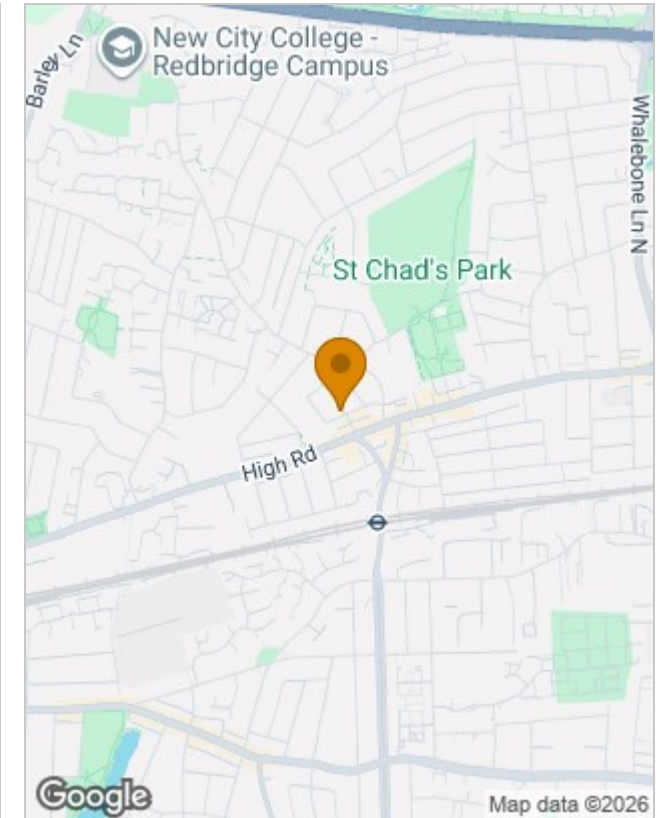 New City College -
Redbridge Campus
Barley Ln
Whalebone Ln N
St Chad's Park
High Rd
Google
Map data ©2026